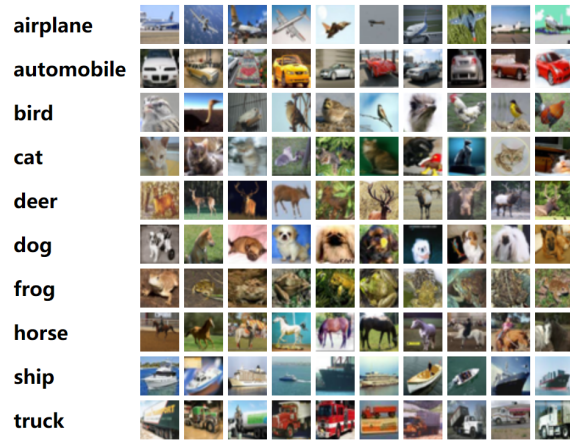 airplane
automobile
bird
cat
deer
dog
frog
horse
ship
truck